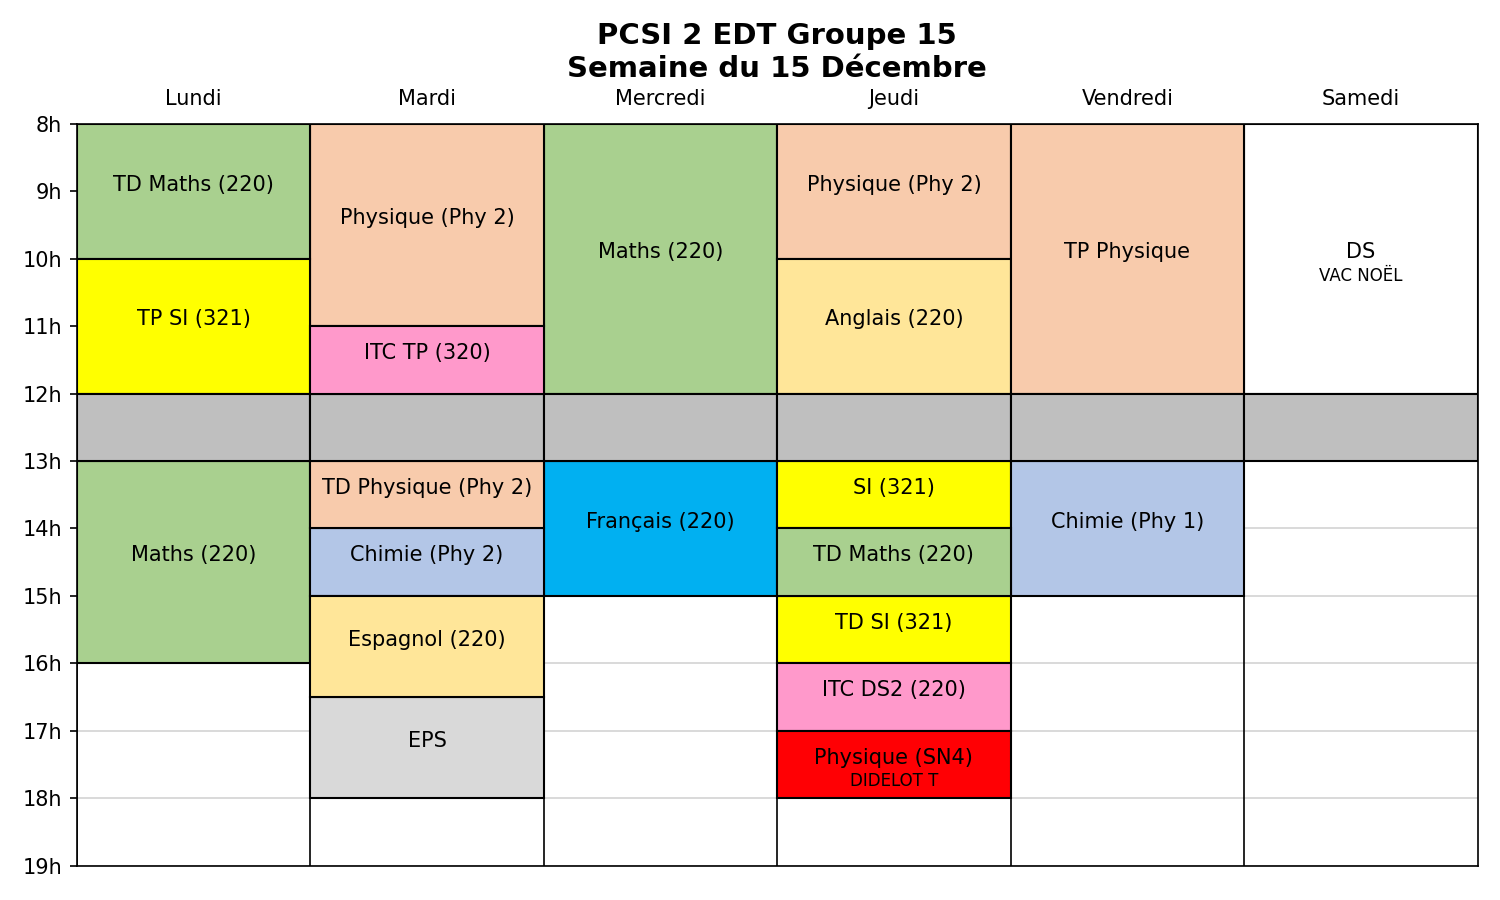 PCSI 2 EDT Groupe 15
Semaine du 15 Décembre
Lundi
Mardi
Mercredi
Jeudi
Vendredi
Samedi
8h
9h
10h
11h
12h
13h
14h
15h
16h
17h
18h
19h
TD Maths (220)
TP SI (321)
Maths (220)
Physique (Phy 2)
ITC TP (320)
TD Physique (Phy 2)
Chimie (Phy 2)
Espagnol (220)
EPS
Maths (220)
Français (220)
Physique (Phy 2)
Anglais (220)
SI (321)
TD Maths (220)
TD SI (321)
ITC DS2 (220)
Physique (SN4)
DIDELOT T
TP Physique
Chimie (Phy 1)
DS
VAC NOËL